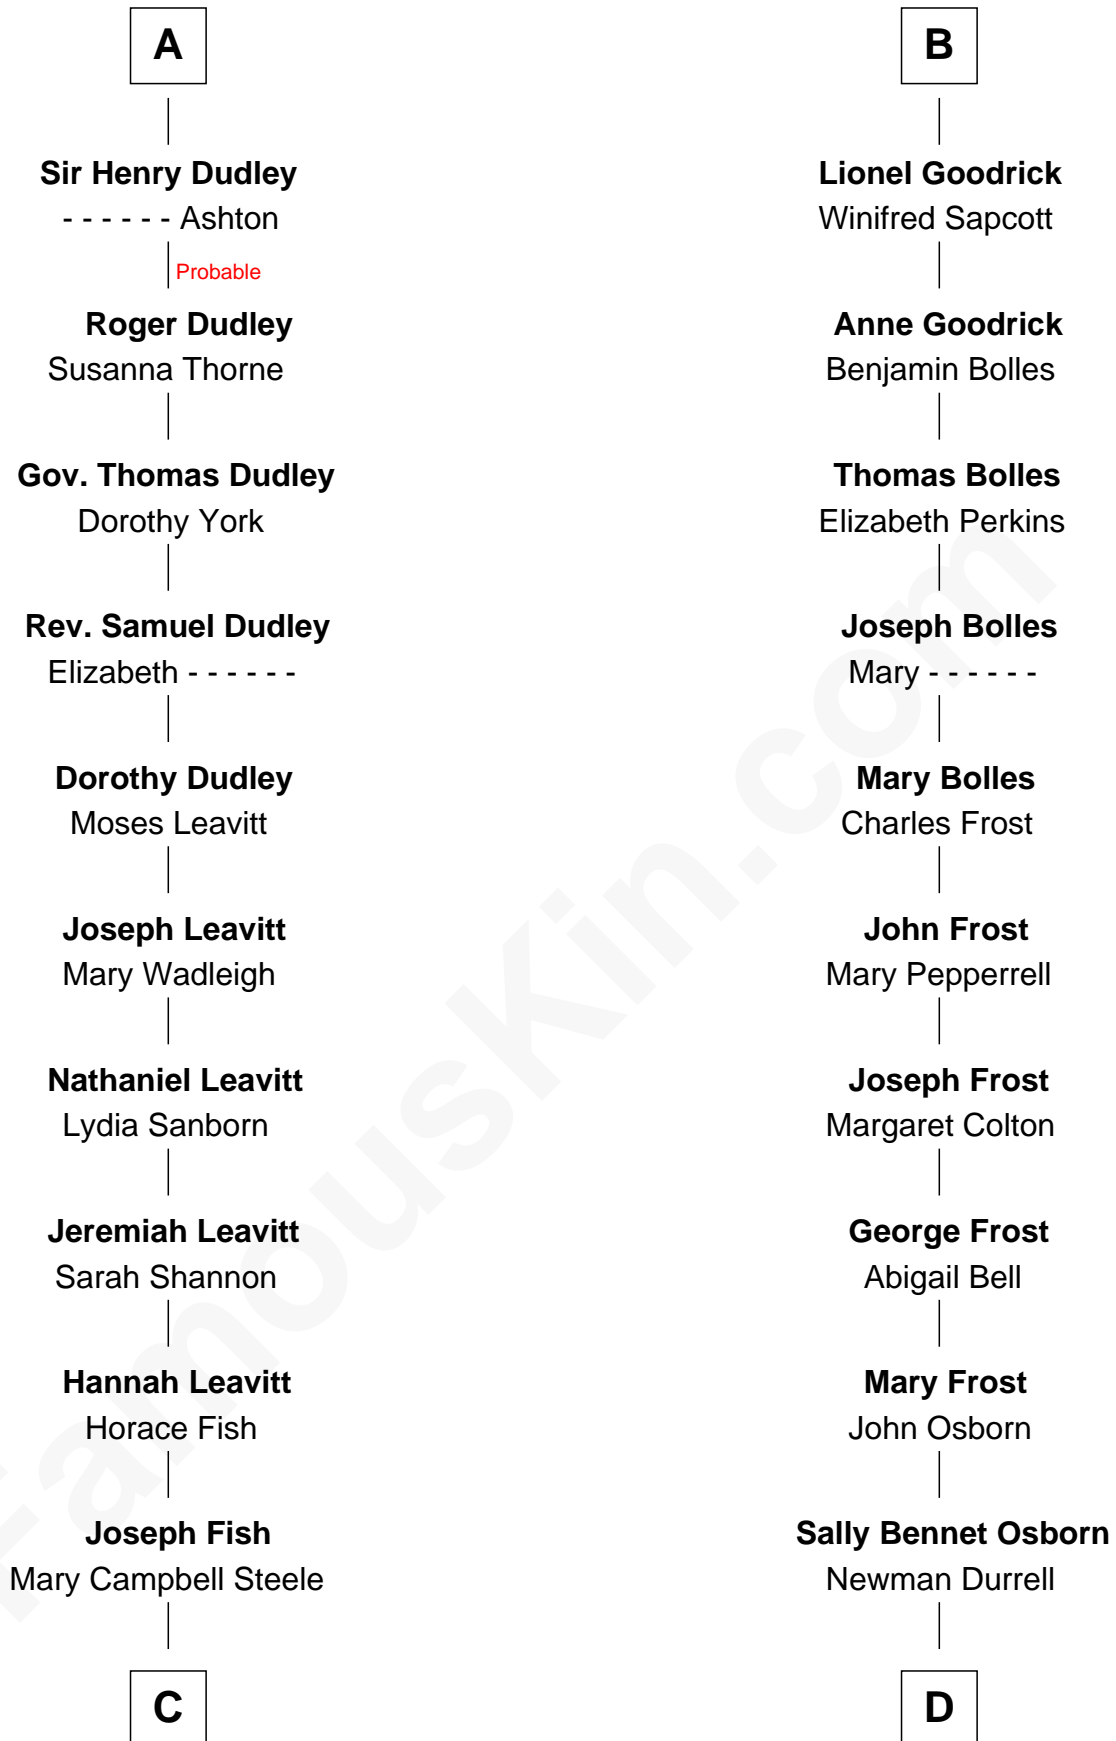 A
Sir Henry Dudley
- - - - - - Ashton
Probable
Roger Dudley
Susanna Thorne
Gov. Thomas Dudley
Dorothy York
Rev. Samuel Dudley
Elizabeth - - - - - -
Dorothy Dudley
Moses Leavitt
Joseph Leavitt
Mary Wadleigh
Nathaniel Leavitt
Lydia Sanborn
Jeremiah Leavitt
Sarah Shannon
Hannah Leavitt
Horace Fish
Joseph Fish
Mary Campbell Steele
C
B
Lionel Goodrick
Winifred Sapcott
Anne Goodrick
Benjamin Bolles
Thomas Bolles
Elizabeth Perkins
Joseph Bolles
Mary - - - - - -
Mary Bolles
Charles Frost
John Frost
Mary Pepperrell
Joseph Frost
Margaret Colton
George Frost
Abigail Bell
Mary Frost
John Osborn
Sally Bennet Osborn
Newman Durrell
D
FamousKin.com